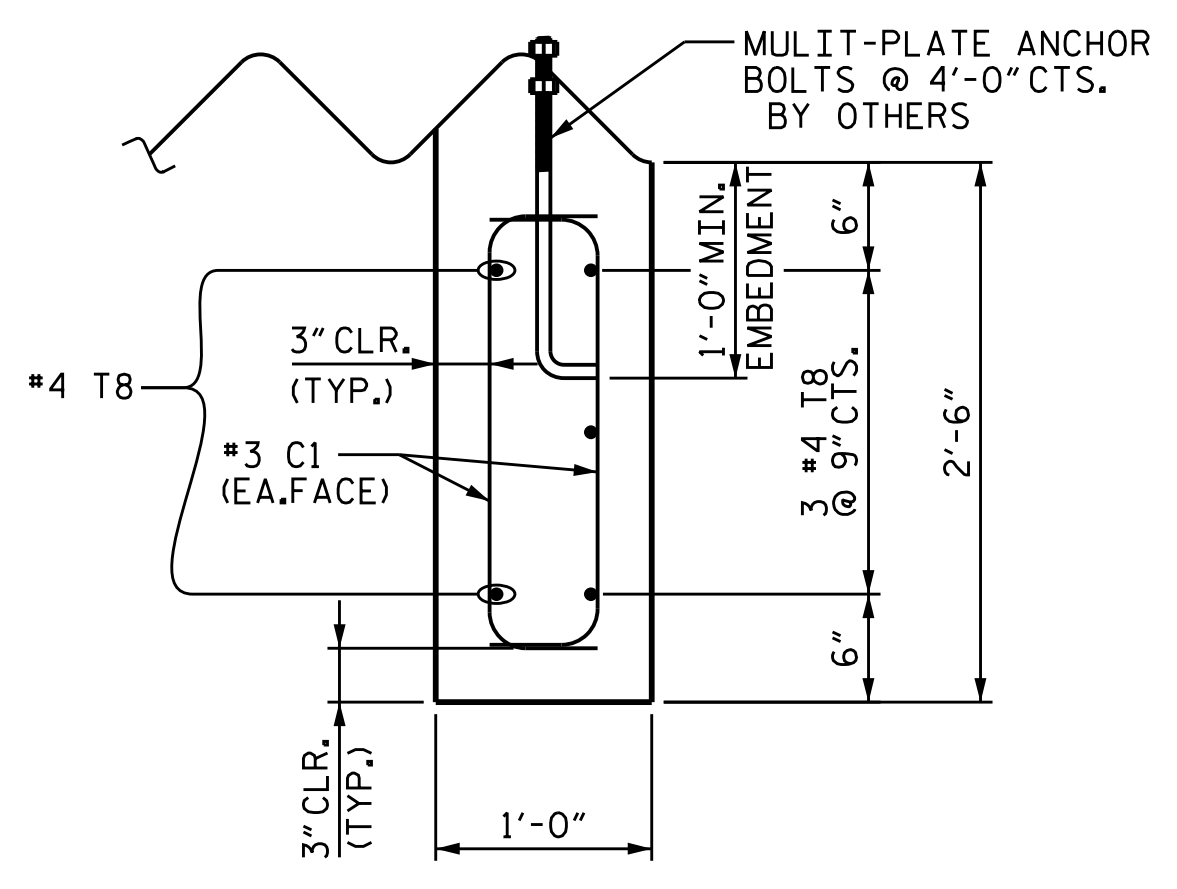 MULIT-PLATE ANCHOR
BOLTS @ 4'-0" CTS.
BY OTHERS
1'-0" MIN.
EMBEDMENT
6"
3" CLR.
(TYP.)
#4 T8
3 #4 T8
@ 9" CTS.
2'-6"
#3 C1
(EA.FACE)
6"
3" CLR.
(TYP.)
1'-0"